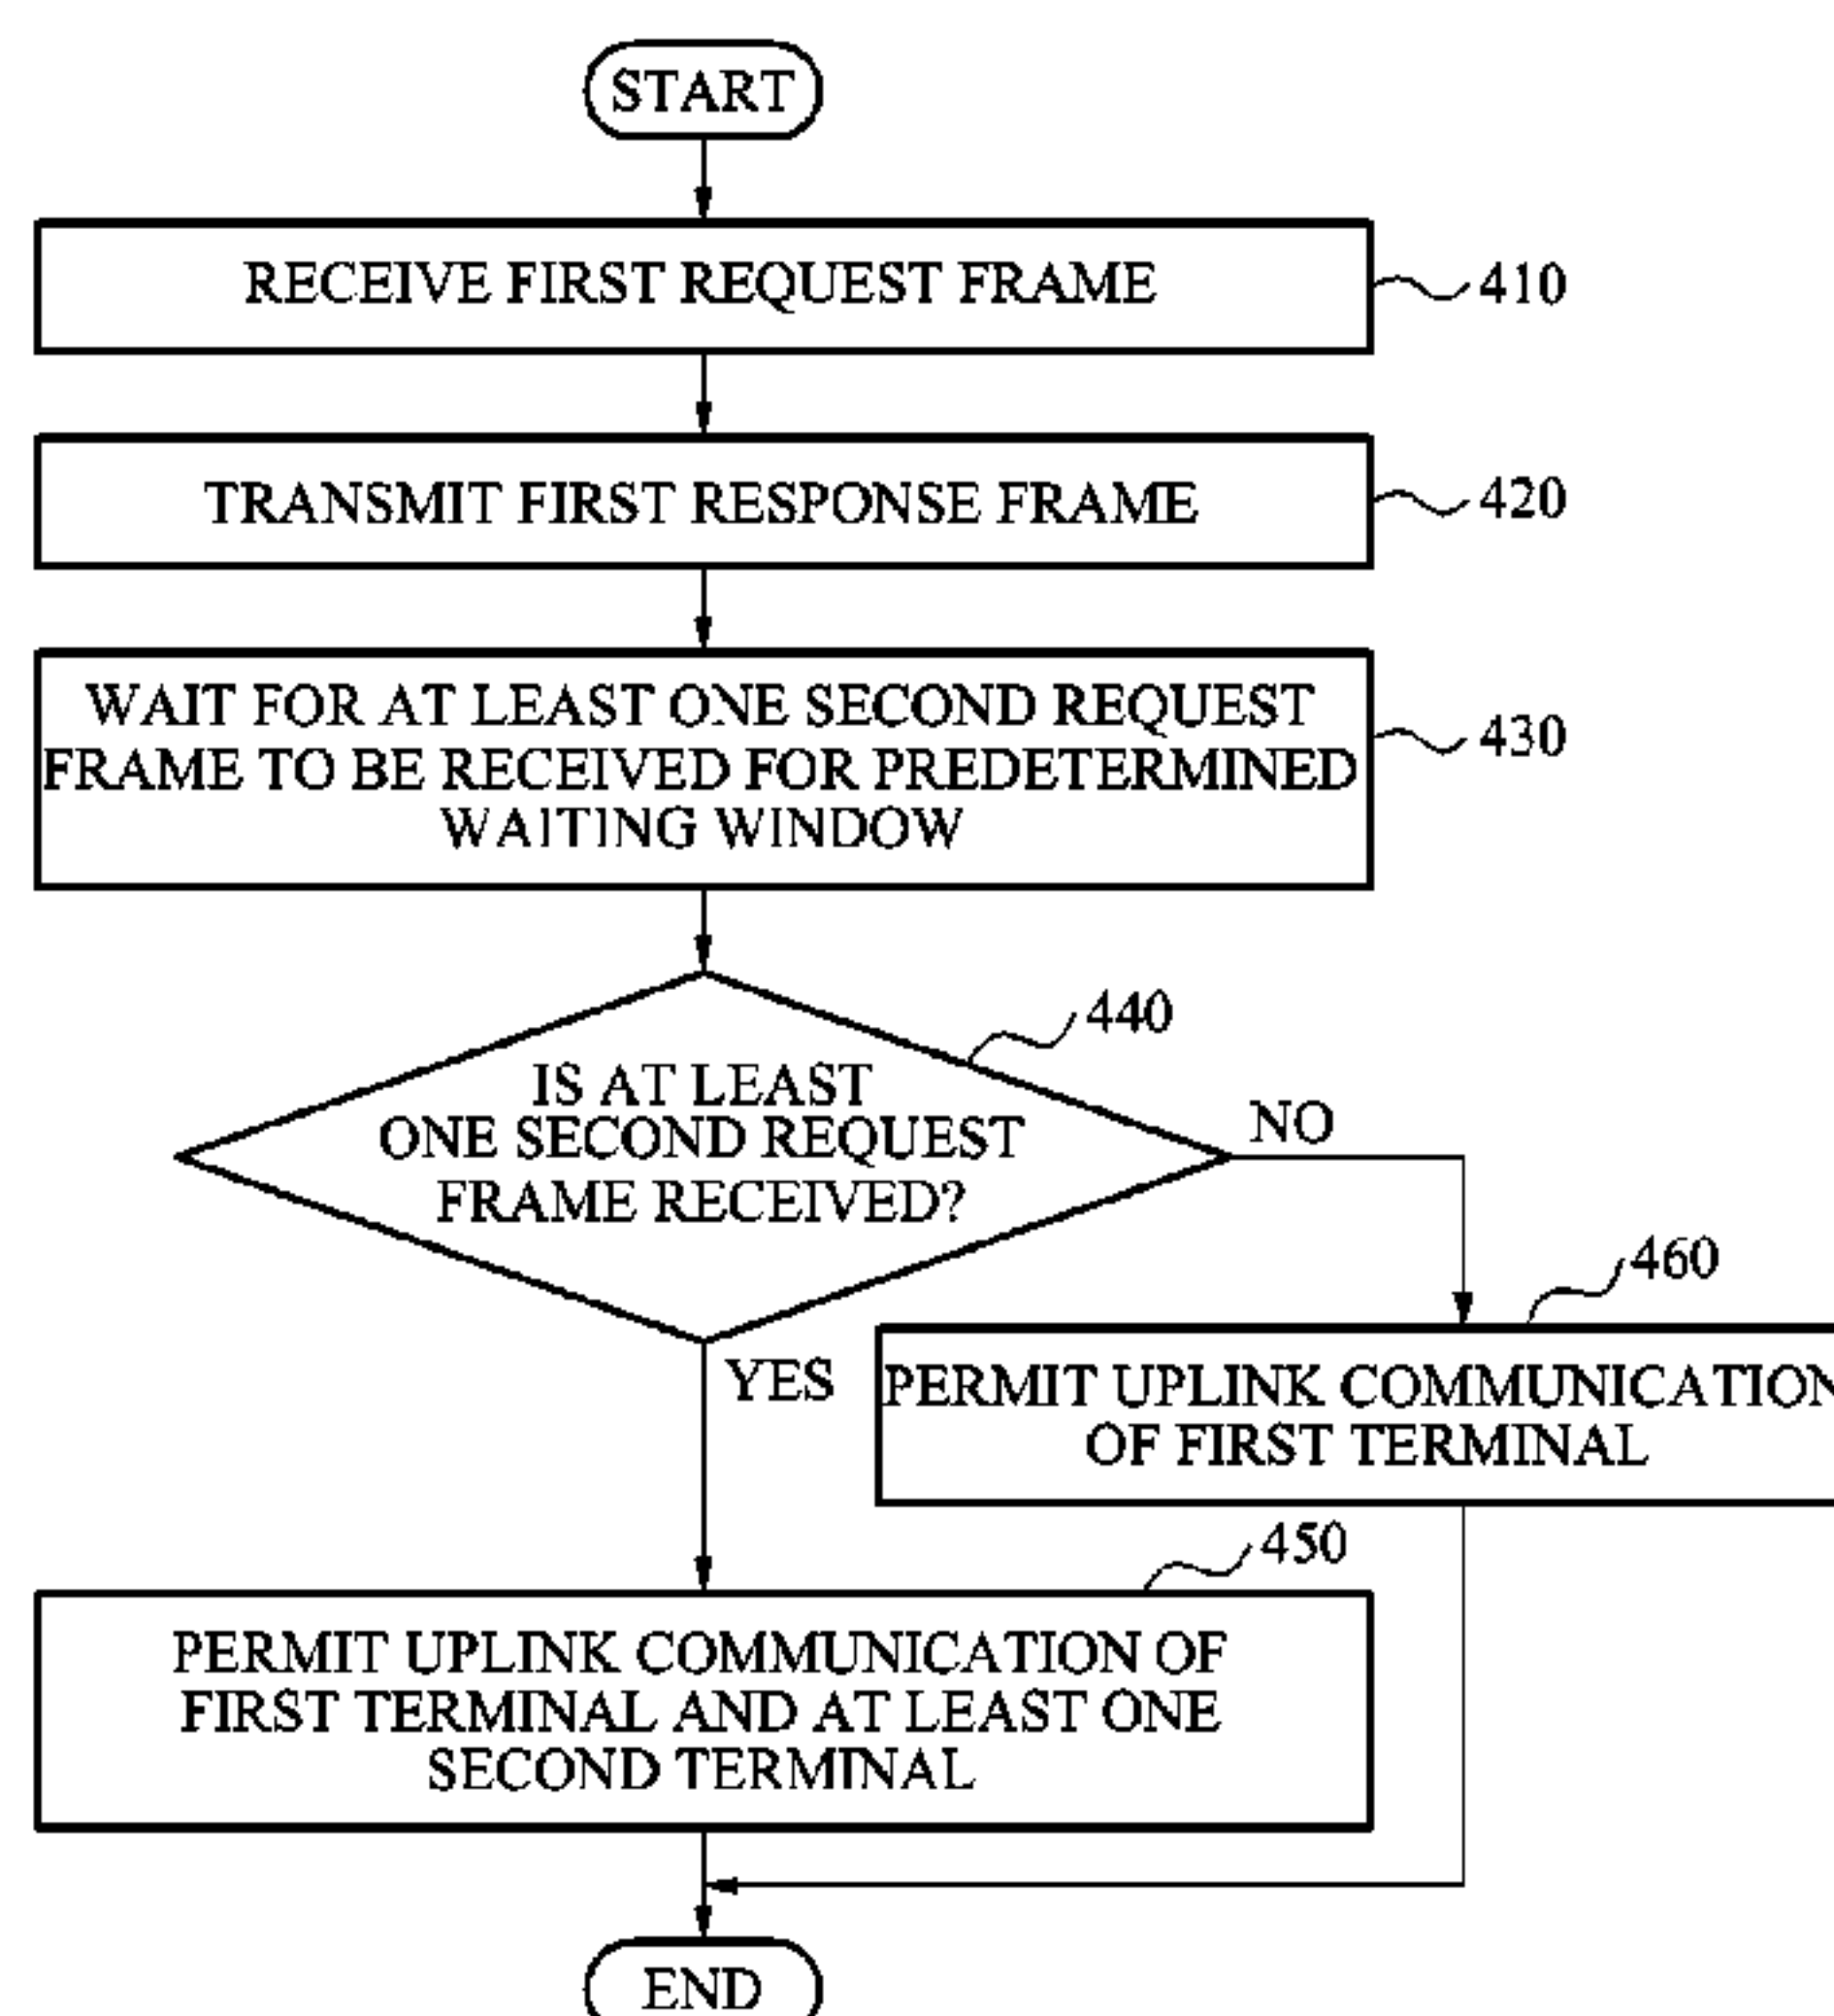 START
RECEIVE FIRST REQUEST FRAME
410
TRANSMIT FIRST RESPONSE FRAME
420
WAIT FOR AT LEAST ONE SECOND REQUEST
FRAME TO BE RECEIVED FOR PREDETERMINED
WAITING WINDOW
430
440
IS AT LEAST
ONE SECOND REQUEST
FRAME RECEIVED?
NO
460
YES
PERMIT UPLINK COMMUNICATION
OF FIRST TERMINAL
450
PERMIT UPLINK COMMUNICATION OF
FIRST TERMINAL AND AT LEAST ONE
SECOND TERMINAL
END